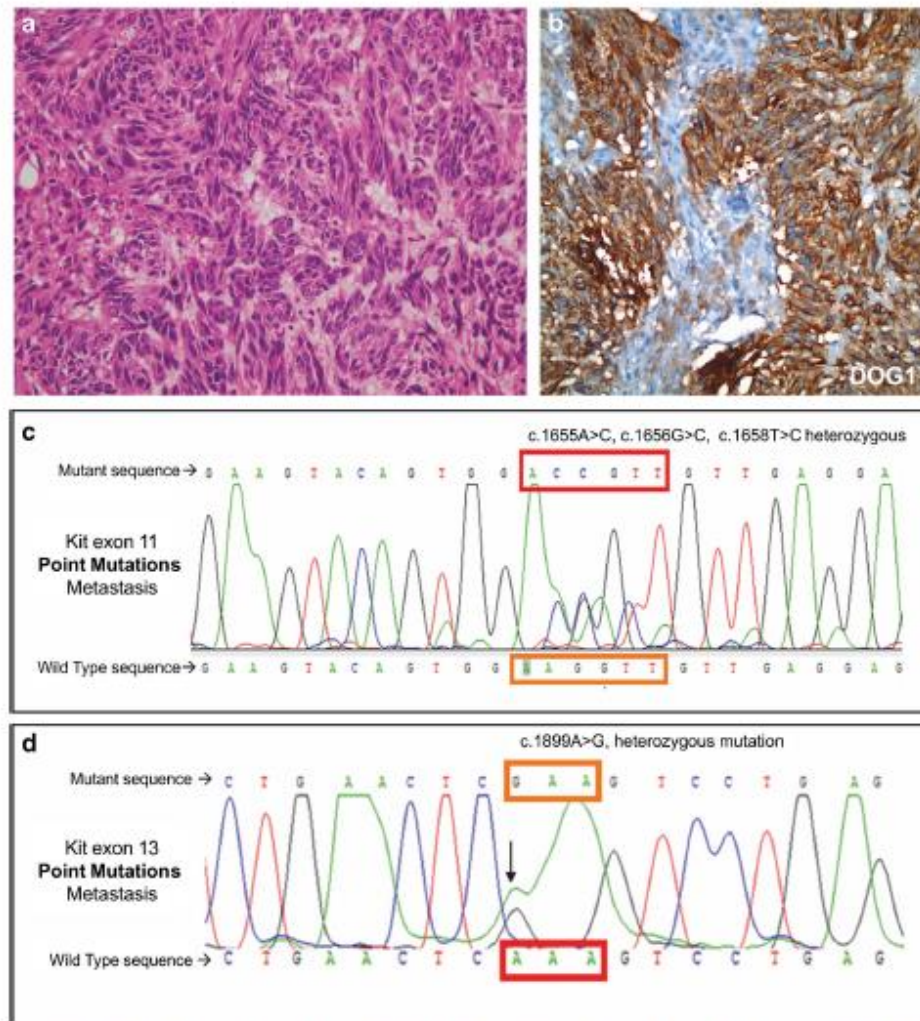 a
b
DOG1
c
c.1655A>C, c.1656G>C, c.1658T>C heterozygous
Mutant sequence →
G A A G T A C A G T G G A C C G T T G T T G A G G A
Kit exon 11
Point Mutations
Metastasis
Wild Type sequence →
G A A G T A C A G T G G A G G T T G T T G A G G A G
d
c.1899A>G, heterozygous mutation
Mutant sequence →
C T G A A C T C G A A G T C C T G A G
Kit exon 13
Point Mutations
Metastasis
Wild Type sequence →
C T G A A C T C A A A G T C C T G A G